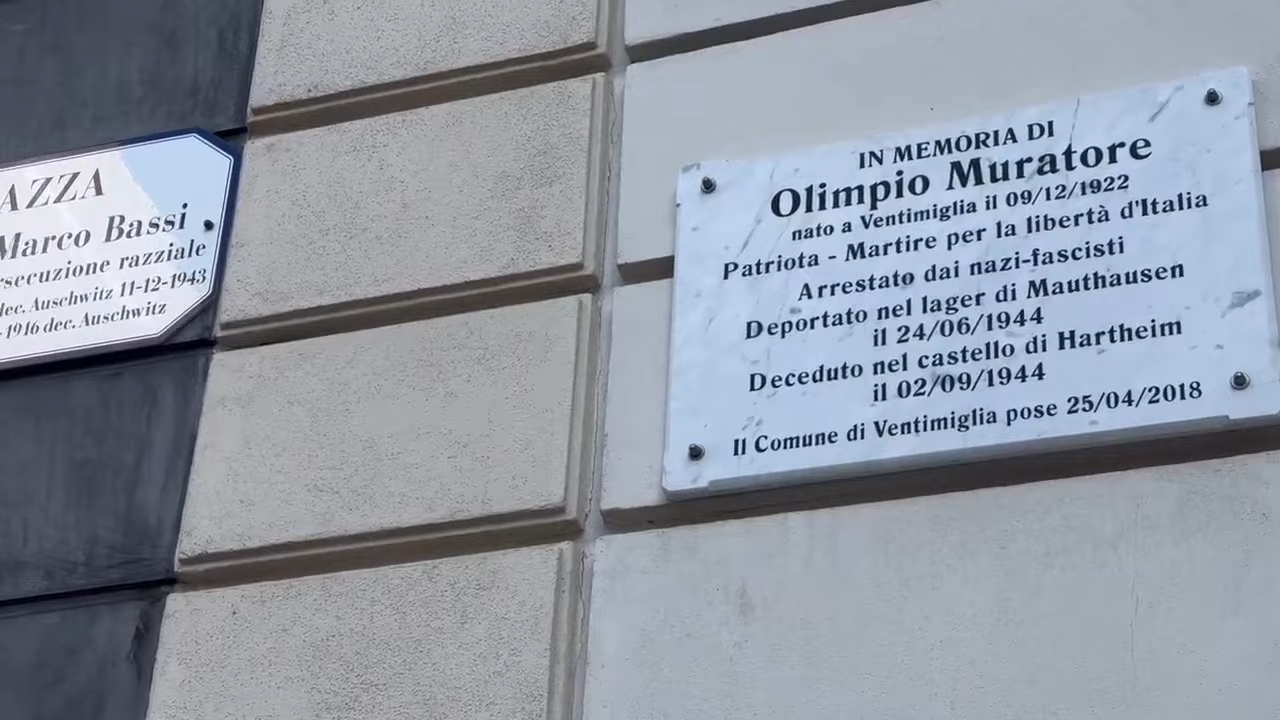 AZZA
Marco Bassi
rsecuzione razziale
dec. Auschwitz 11-12-1943
-1916 dec. Auschwitz
IN MEMORIA DI
Olimpio Muratore
nato a Ventimiglia il 09/12/1922
Patriota - Martire per la libertà d'Italia
Arrestato dai nazi-fascisti
Deportato nel lager di Mauthausen
il 24/06/1944
Deceduto nel castello di Hartheim
il 02/09/1944
Il Comune di Ventimiglia pose 25/04/2018